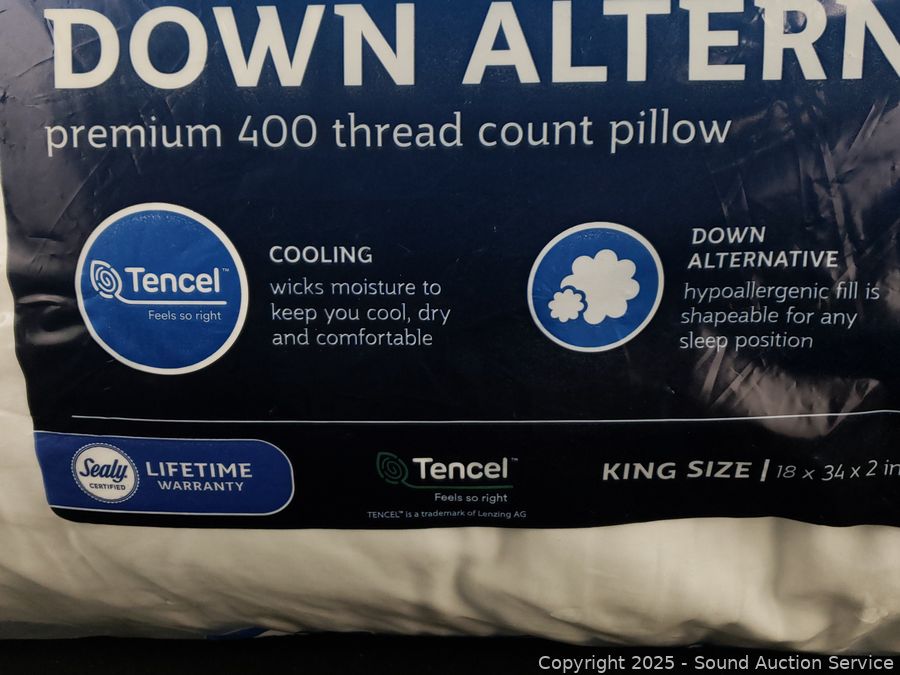 DOWN ALTERN
premium 400 thread count pillow
Tencel™
Feels so right
COOLING
wicks moisture to
keep you cool, dry
and comfortable
DOWN
ALTERNATIVE
hypoallergenic fill is
shapeable for any
sleep position
Sealy
CERTIFIED
LIFETIME
WARRANTY
Tencel™
Feels so right
TENCEL™ is a trademark of Lenzing AG
KING SIZE | 18 x 34 x 2 in
Copyright 2025 - Sound Auction Service